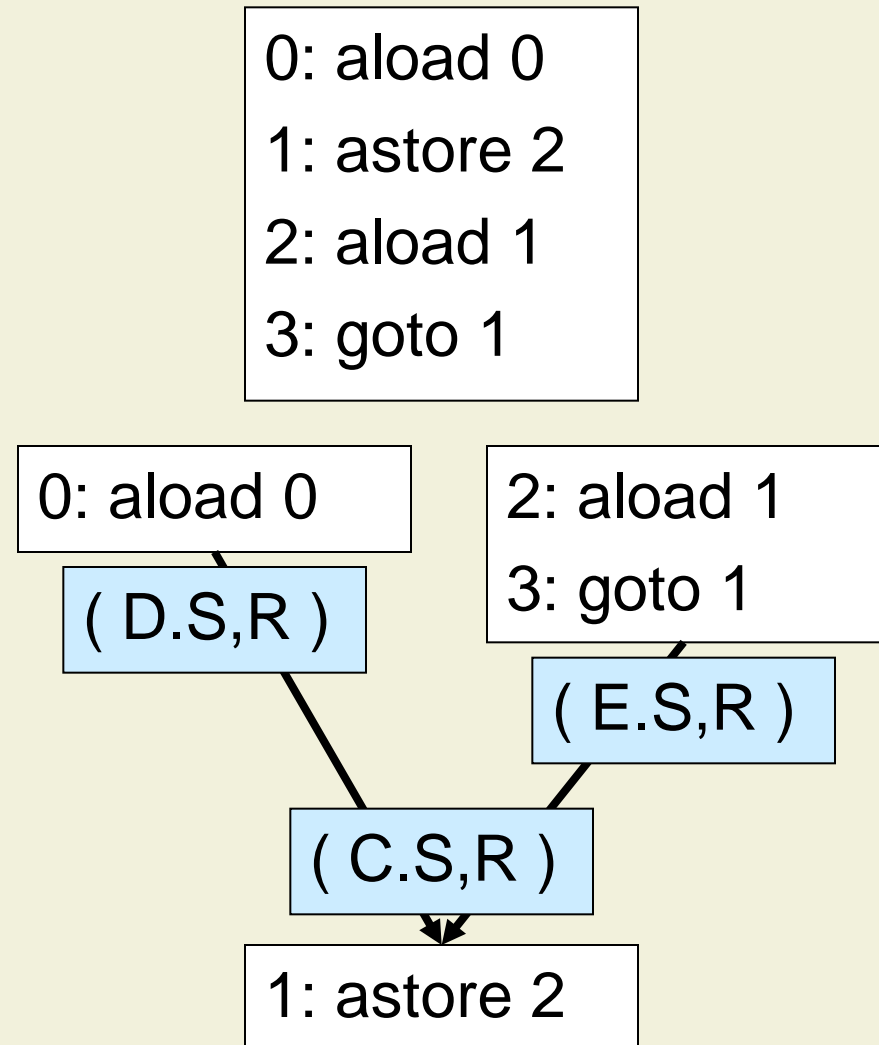 0: aload 0
1: astore 2
2: aload 1
3: goto 1
0: aload 0
( D.S,R )
2: aload 1
3: goto 1
( E.S,R )
( C.S,R )
1: astore 2